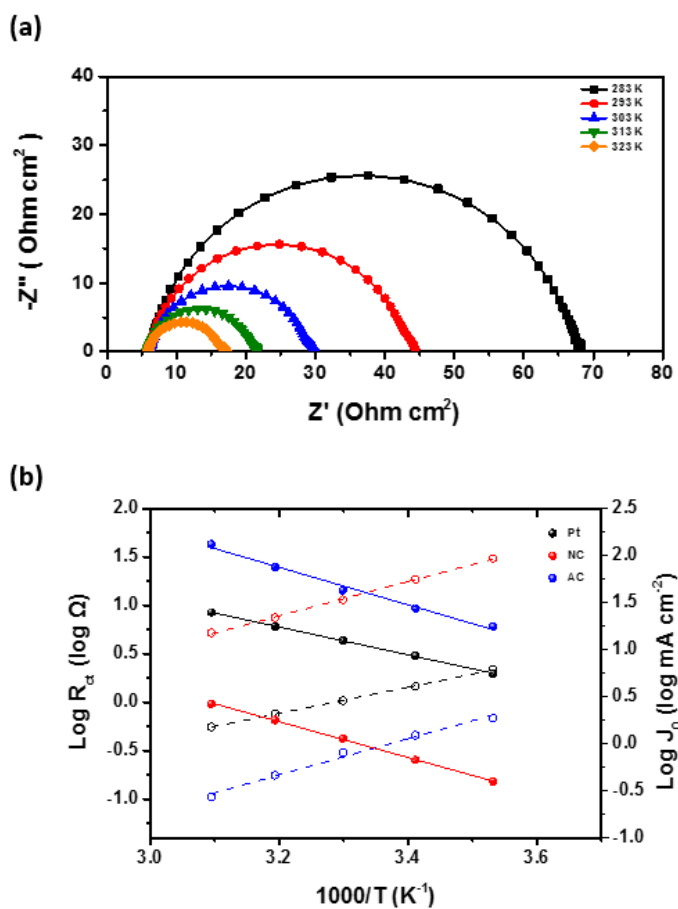 (a)
-Z" ( Ohm cm2 )
40
30
20
10
0
283 K
293 K
303 K
313 K
323 K
0 10 20 30 40 50 60 70 80
Z' (Ohm cm2)
(b)
Log Rct (log Ω)
2.0
1.5
1.0
0.5
0.0
-0.5
-1.0
Pt
NC
AC
2.5
2.0
1.5
1.0
0.5
0.0
-0.5
-1.0
Log J0 (log mA cm-2)
3.0 3.2 3.4 3.6
1000/T (K-1)